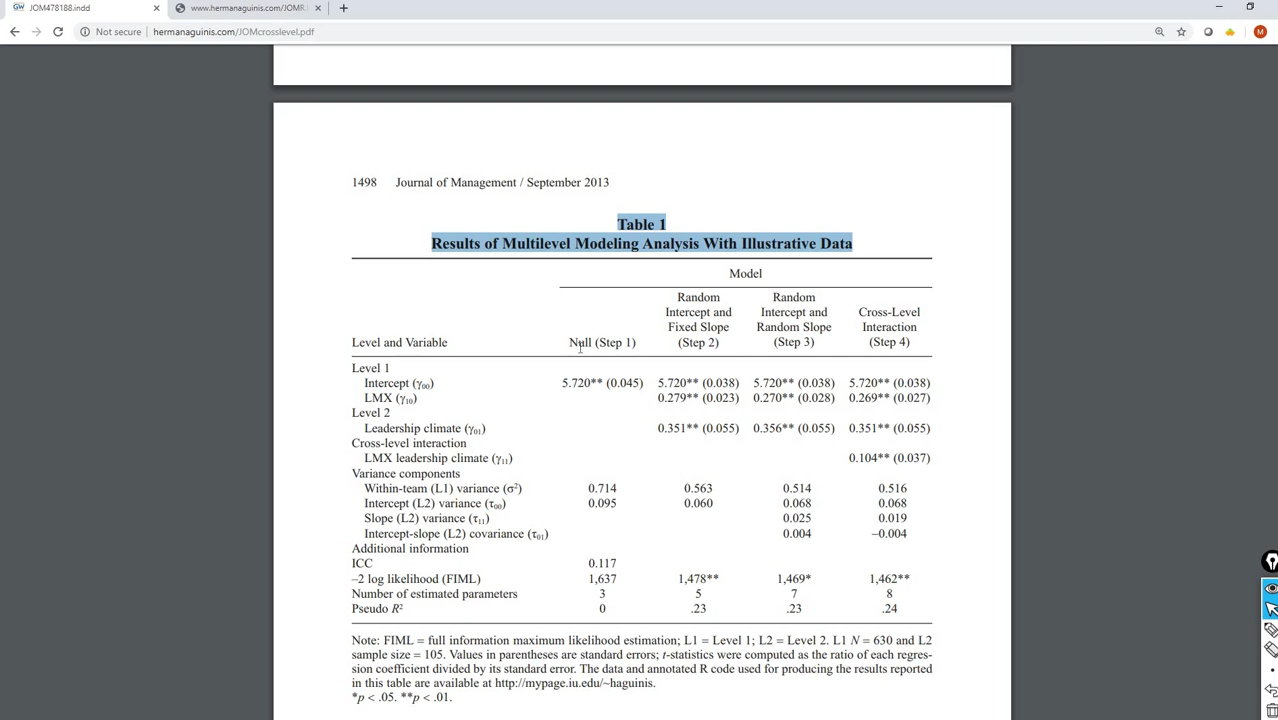 JOM478188.indd
www.hermanaguinis.com/JOMR
Not secure | hermanaguinis.com/JOMcrosslevel.pdf
M
1498 Journal of Management / September 2013
Table 1
Results of Multilevel Modeling Analysis With Illustrative Data
Model
Level and Variable
Null (Step 1)
Random
Intercept and
Fixed Slope
(Step 2)
Random
Intercept and
Random Slope
(Step 3)
Cross-Level
Interaction
(Step 4)
Level 1
Intercept (γ00) 5.720** (0.045) 5.720** (0.038) 5.720** (0.038) 5.720** (0.038)
LMX (γ10) 0.279** (0.023) 0.270** (0.028) 0.269** (0.027)
Level 2
Leadership climate (γ01) 0.351** (0.055) 0.356** (0.055) 0.351** (0.055)
Cross-level interaction
LMX leadership climate (γ11) 0.104** (0.037)
Variance components
Within-team (L1) variance (σ²) 0.714 0.563 0.514 0.516
Intercept (L2) variance (τ00) 0.095 0.060 0.068 0.068
Slope (L2) variance (τ11) 0.025 0.019
Intercept-slope (L2) covariance (τ01) 0.004 –0.004
Additional information
ICC 0.117
–2 log likelihood (FIML) 1,637 1,478** 1,469* 1,462**
Number of estimated parameters 3 5 7 8
Pseudo R² 0 .23 .23 .24
Note: FIML = full information maximum likelihood estimation; L1 = Level 1; L2 = Level 2. L1 N = 630 and L2
sample size = 105. Values in parentheses are standard errors; t-statistics were computed as the ratio of each regres-
sion coefficient divided by its standard error. The data and annotated R code used for producing the results reported
in this table are available at http://mypage.iu.edu/~haguinis.
*p < .05. **p < .01.